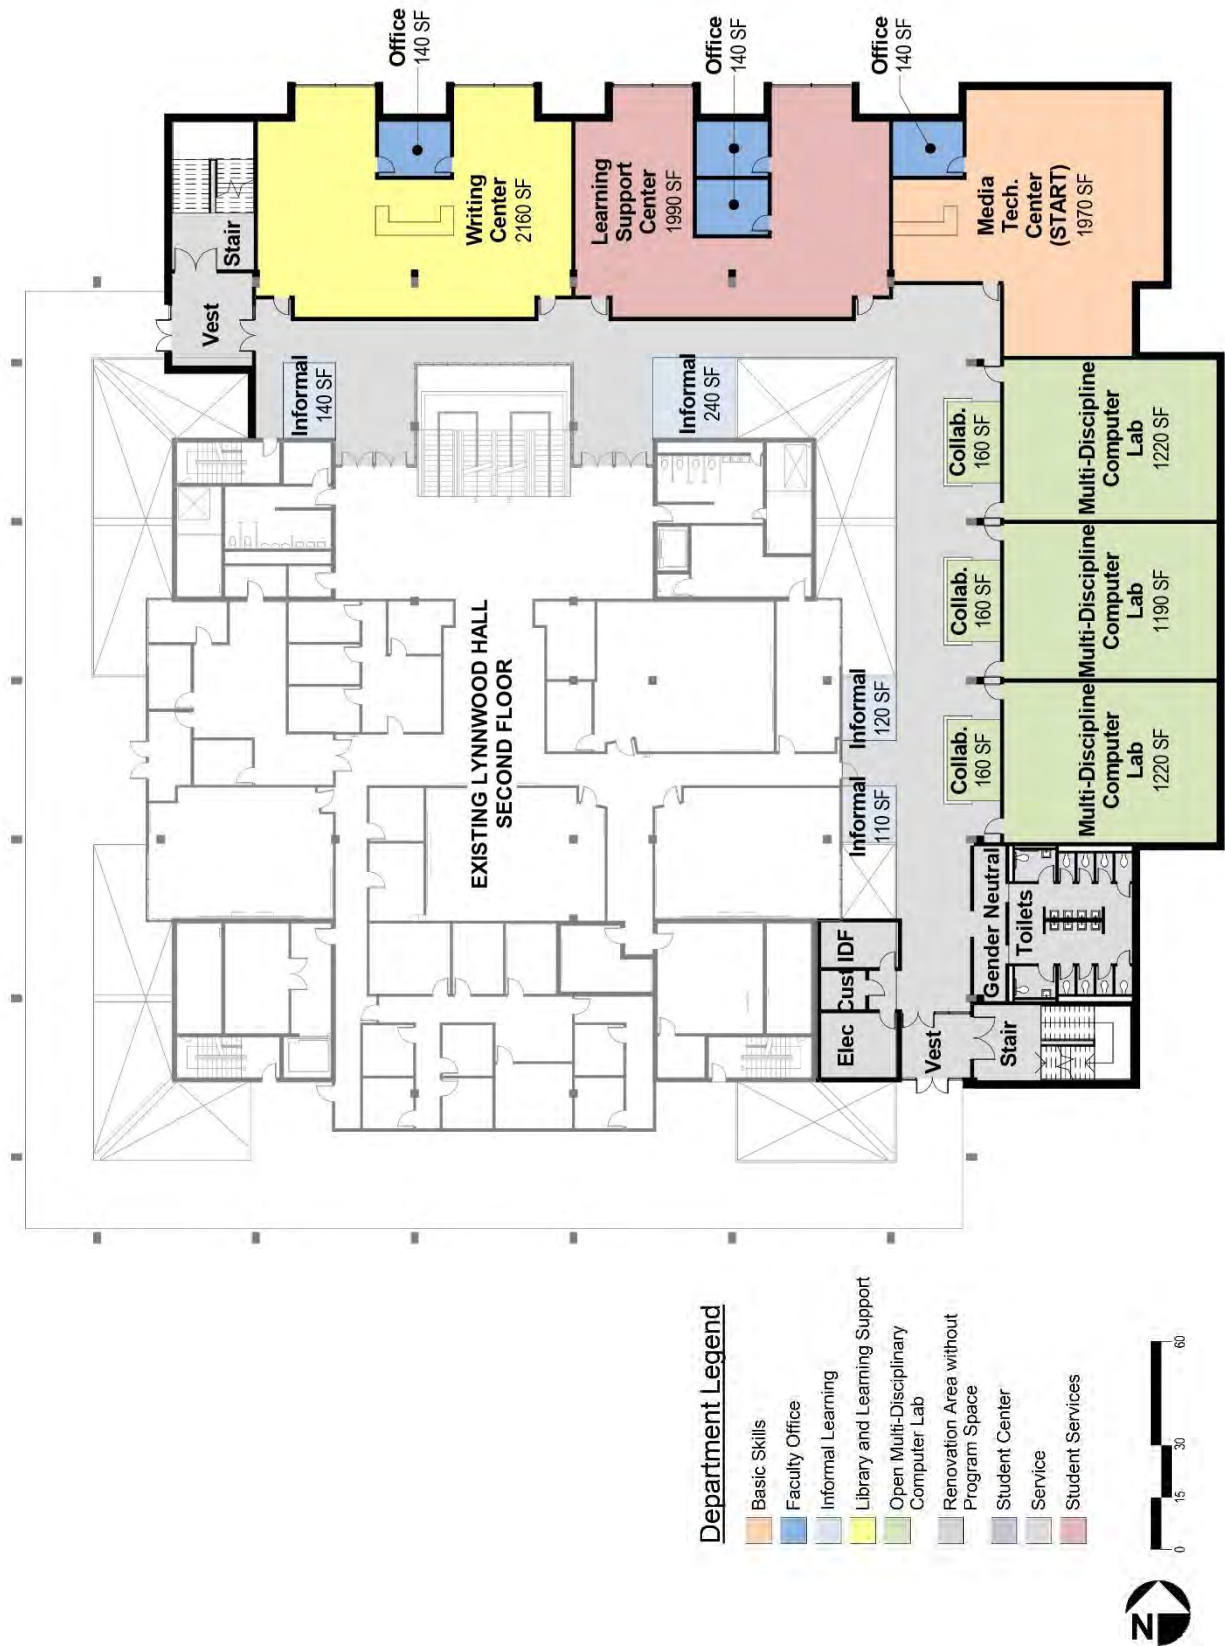 Office
140 SF
Office
140 SF
Office
140 SF
Stair
Vest
Writing
Center
2160 SF
Learning
Support
Center
1990 SF
Media
Tech.
Center
(START)
1970 SF
Informal
140 SF
Informal
240 SF
Collab.
160 SF
Multi-Discipline
Computer
Lab
1220 SF
Collab.
160 SF
Multi-Discipline
Computer
Lab
1190 SF
Collab.
160 SF
Multi-Discipline
Computer
Lab
1220 SF
EXISTING LYNNWOOD HALL
SECOND FLOOR
Informal
120 SF
Informal
110 SF
Gender Neutral
Toilets
IDF
Cust
Elec
Vest
Stair
Department Legend
Basic Skills
Faculty Office
Informal Learning
Library and Learning Support
Open Multi-Disciplinary
Computer Lab
Renovation Area without
Program Space
Student Center
Service
Student Services
0 15 30 60
N